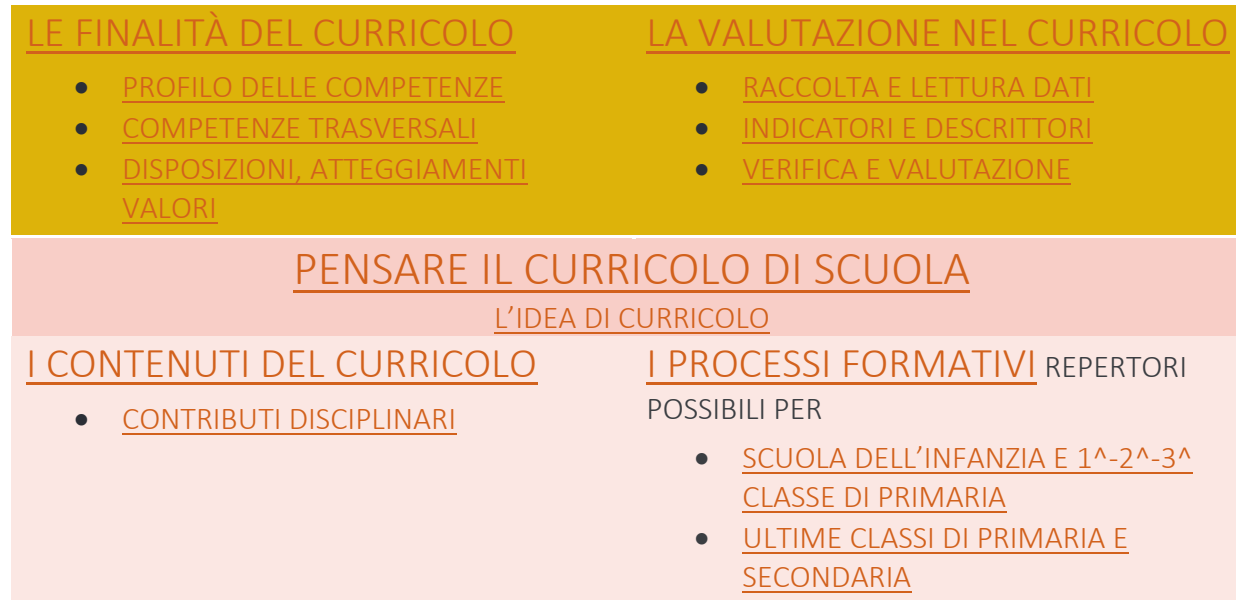 LE FINALITÀ DEL CURRICOLO
• PROFILO DELLE COMPETENZE
• COMPETENZE TRASVERSALI
• DISPOSIZIONI, ATTEGGIAMENTI
VALORI
LA VALUTAZIONE NEL CURRICOLO
• RACCOLTA E LETTURA DATI
• INDICATORI E DESCRITTORI
• VERIFICA E VALUTAZIONE
PENSARE IL CURRICOLO DI SCUOLA
L’IDEA DI CURRICOLO
I CONTENUTI DEL CURRICOLO
• CONTRIBUTI DISCIPLINARI
I PROCESSI FORMATIVI REPERTORI
POSSIBILI PER
• SCUOLA DELL’INFANZIA E 1^-2^-3^
CLASSE DI PRIMARIA
• ULTIME CLASSI DI PRIMARIA E
SECONDARIA